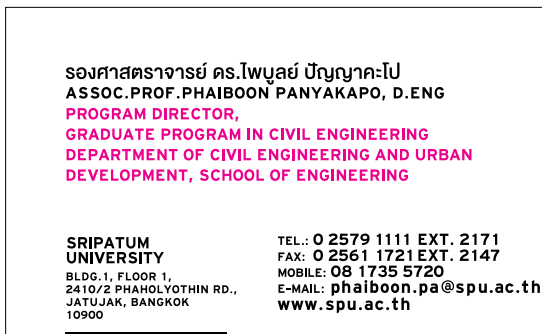 รองศาสตราจารย์ ดร.ไพบูลย์ ปัญญาคะโป
ASSOC.PROF.PHAIBOON PANYAKAPO, D.ENG
PROGRAM DIRECTOR,
GRADUATE PROGRAM IN CIVIL ENGINEERING
DEPARTMENT OF CIVIL ENGINEERING AND URBAN
DEVELOPMENT, SCHOOL OF ENGINEERING
SRIPATUM
UNIVERSITY
BLDG.1, FLOOR 1,
2410/2 PHAHOLYOTHIN RD.,
JATUJAK, BANGKOK
10900
TEL.: 0 2579 1111 EXT. 2171
FAX: 0 2561 1721 EXT. 2147
MOBILE: 08 1735 5720
E-MAIL: phaiboon.pa@spu.ac.th
www.spu.ac.th